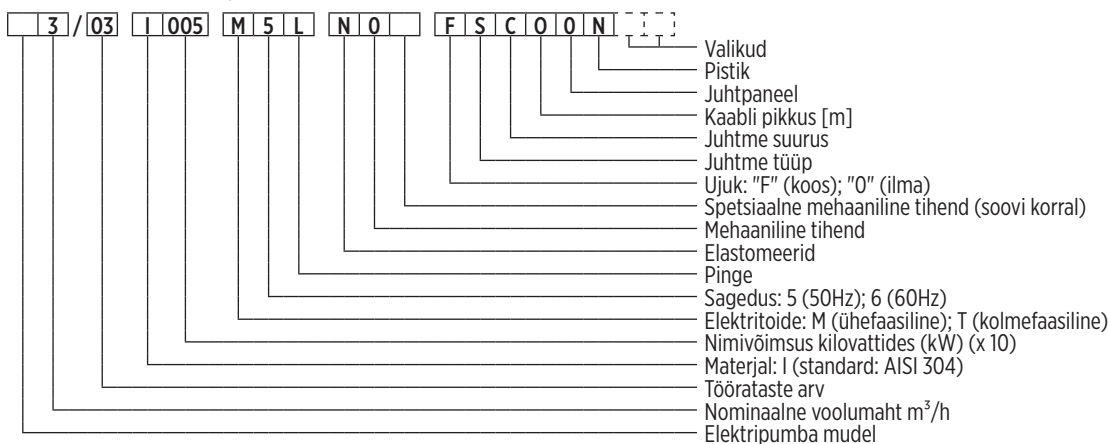 3/03 I 005 M 5 L N 0 F S C 0 0 N
Valikud
Pistik
Juhtpaneel
Kaabli pikkus [m]
Juhtme suurus
Juhtme tüüp
Ujuk: "F" (koos); "0" (ilma)
Spetsiaalne mehaaniline tihend (soovi korral)
Mehaaniline tihend
Elastomeerid
Pinge
Sagedus: 5 (50Hz); 6 (60Hz)
Elektritoide: M (ühefaasiline); T (kolmefaasiline)
Nimivõimsus kilovattides (kW) (x 10)
Materjal: I (standard: AISI 304)
Töörataste arv
Nominaalne voolumaht m³/h
Elektripumba mudel